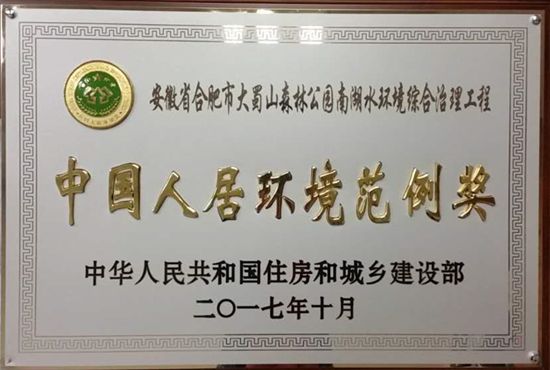 安徽省合肥市大蜀山森林公园南湖水环境综合治理工程
中国人居环境范例奖
中华人民共和国住房和城乡建设部
二〇一七年十月